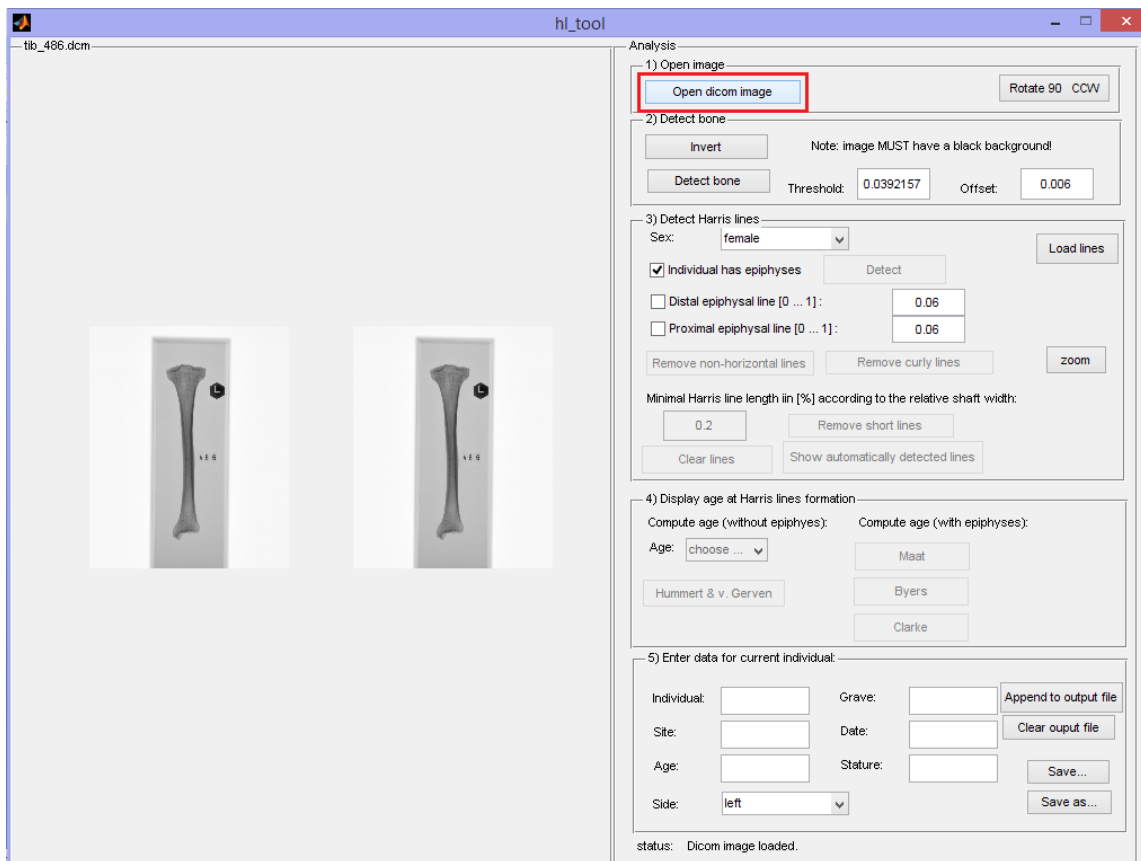 hl_tool
tib_486.dcm
Analysis
1) Open image
Open dicom image
Rotate 90 CCW
2) Detect bone
Invert
Note: image MUST have a black background!
Detect bone
Threshold:
0.0392157
Offset:
0.006
3) Detect Harris lines
Sex:
female
Load lines
Individual has epiphyses
Detect
Distal epiphysal line [0 ... 1] :
0.06
Proximal epiphysal line [0 ... 1] :
0.06
Remove non-horizontal lines
Remove curly lines
zoom
Minimal Harris line length iin [%] according to the relative shaft width:
0.2
Remove short lines
Clear lines
Show automatically detected lines
4) Display age at Harris lines formation
Compute age (without epiphyes):
Compute age (with epiphyses):
Age:
choose ...
Maat
Hummert & v. Gerven
Byers
Clarke
5) Enter data for current individual:
Individual:
Grave:
Append to output file
Site:
Date:
Clear ouput file
Age:
Stature:
Save...
Side:
left
Save as...
status: Dicom image loaded.
L
L
486
486